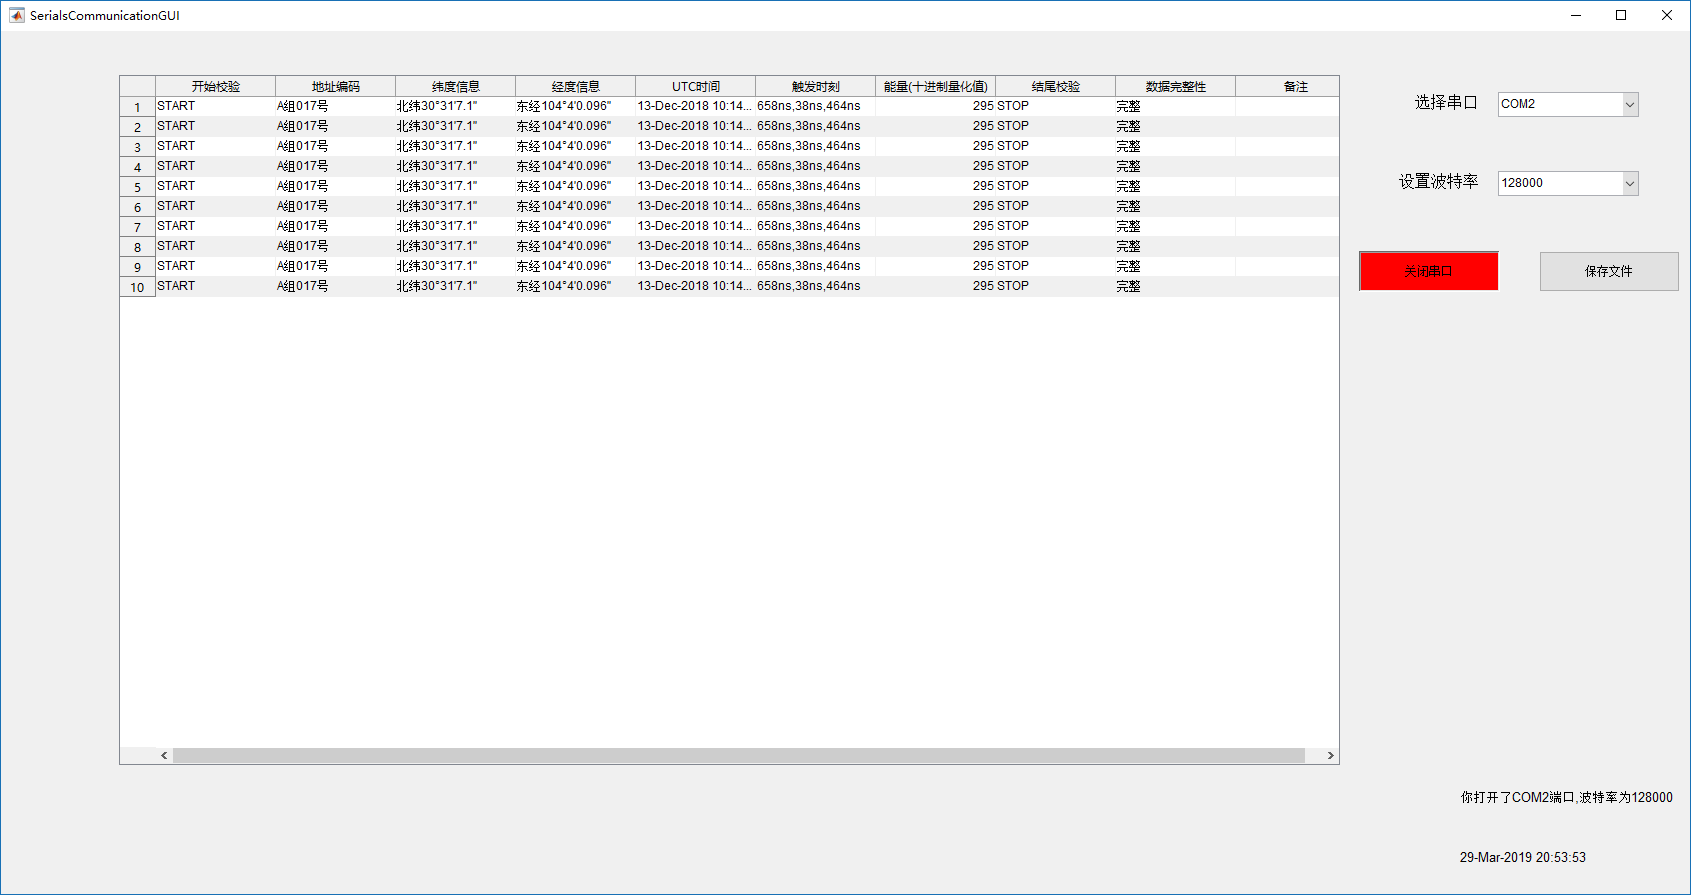 SerialsCommunicationGUI
开始校验 地址编码 纬度信息 经度信息 UTC时间 触发时刻 能量(十进制量化值) 结尾校验 数据完整性 备注
1 START A组017号 北纬30°31'7.1" 东经104°4'0.096" 13-Dec-2018 10:14... 658ns,38ns,464ns 295 STOP 完整
2 START A组017号 北纬30°31'7.1" 东经104°4'0.096" 13-Dec-2018 10:14... 658ns,38ns,464ns 295 STOP 完整
3 START A组017号 北纬30°31'7.1" 东经104°4'0.096" 13-Dec-2018 10:14... 658ns,38ns,464ns 295 STOP 完整
4 START A组017号 北纬30°31'7.1" 东经104°4'0.096" 13-Dec-2018 10:14... 658ns,38ns,464ns 295 STOP 完整
5 START A组017号 北纬30°31'7.1" 东经104°4'0.096" 13-Dec-2018 10:14... 658ns,38ns,464ns 295 STOP 完整
6 START A组017号 北纬30°31'7.1" 东经104°4'0.096" 13-Dec-2018 10:14... 658ns,38ns,464ns 295 STOP 完整
7 START A组017号 北纬30°31'7.1" 东经104°4'0.096" 13-Dec-2018 10:14... 658ns,38ns,464ns 295 STOP 完整
8 START A组017号 北纬30°31'7.1" 东经104°4'0.096" 13-Dec-2018 10:14... 658ns,38ns,464ns 295 STOP 完整
9 START A组017号 北纬30°31'7.1" 东经104°4'0.096" 13-Dec-2018 10:14... 658ns,38ns,464ns 295 STOP 完整
10 START A组017号 北纬30°31'7.1" 东经104°4'0.096" 13-Dec-2018 10:14... 658ns,38ns,464ns 295 STOP 完整
选择串口 COM2
设置波特率 128000
关闭串口 保存文件
你打开了COM2端口,波特率为128000
29-Mar-2019 20:53:53